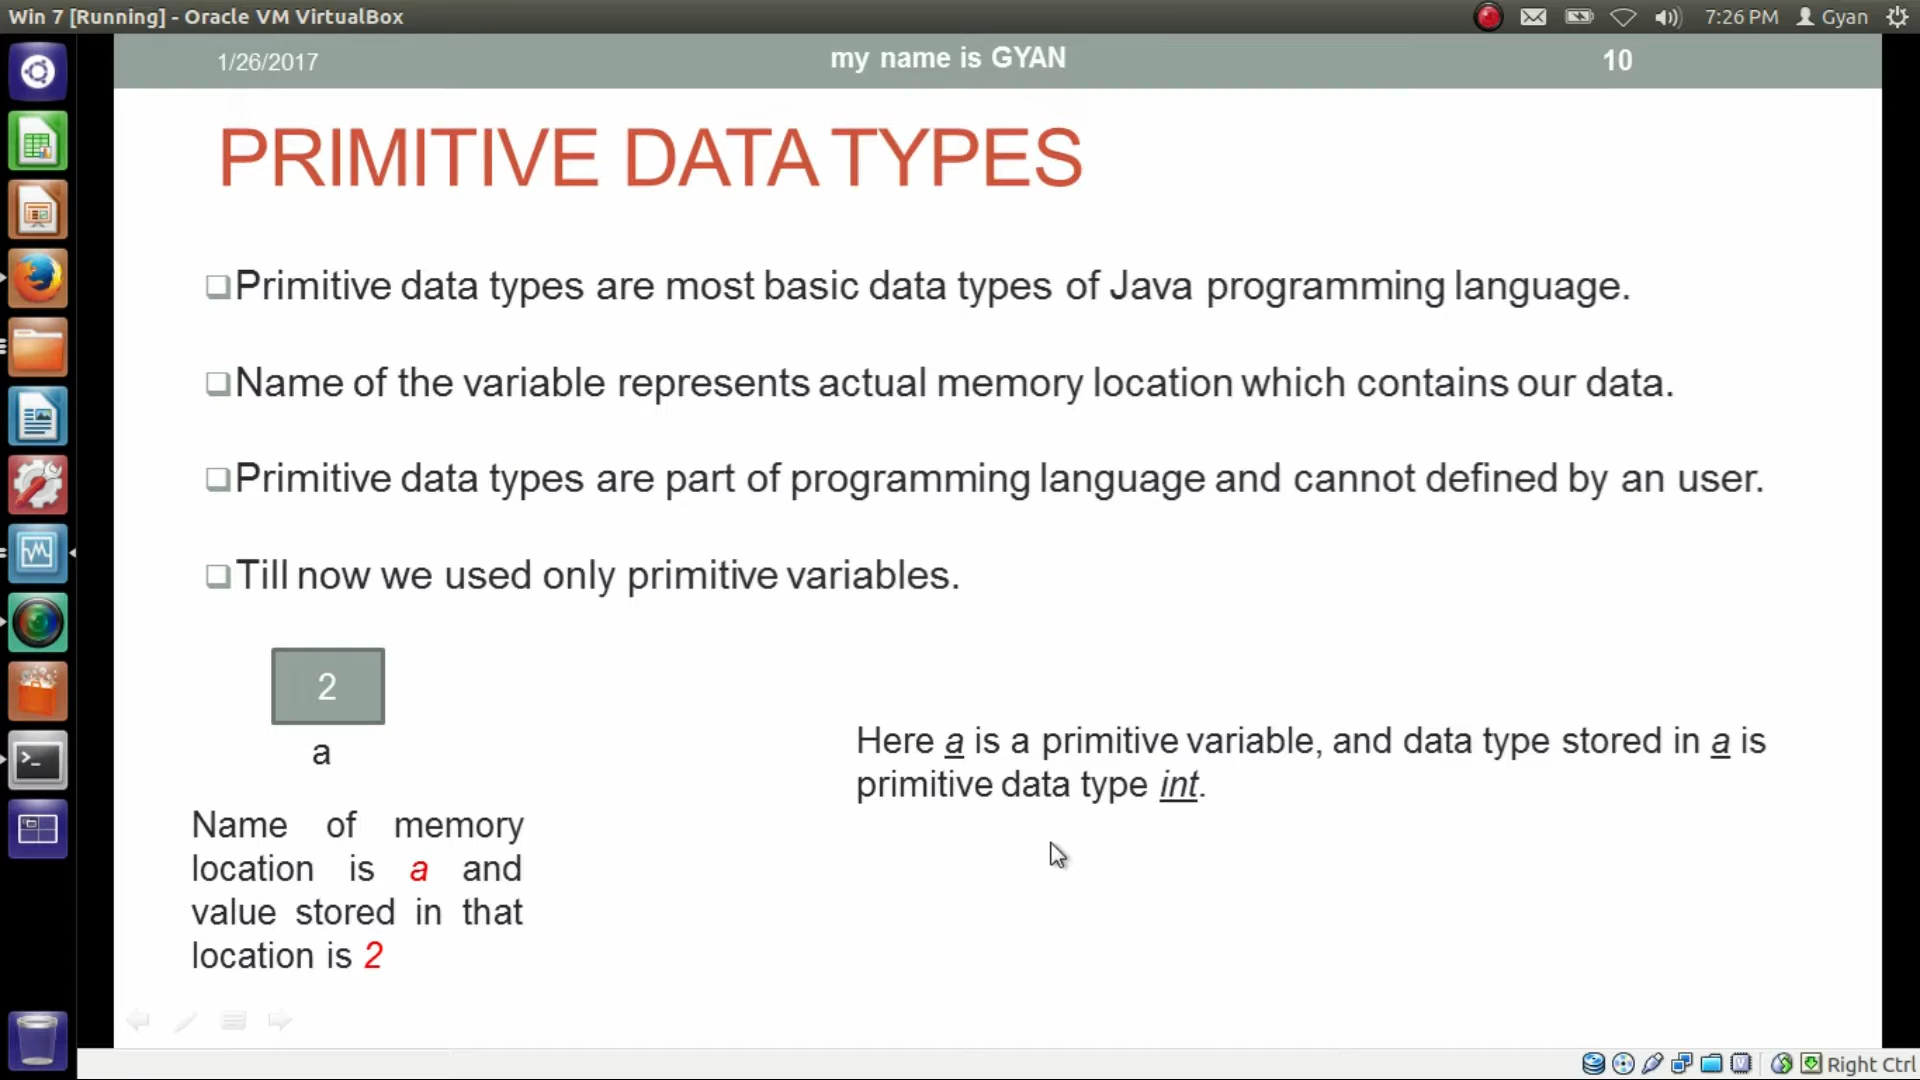 Win 7 [Running] - Oracle VM VirtualBox
7:26 PM Gyan
1/26/2017
my name is GYAN
10
PRIMITIVE DATA TYPES
Primitive data types are most basic data types of Java programming language.
Name of the variable represents actual memory location which contains our data.
Primitive data types are part of programming language and cannot defined by an user.
Till now we used only primitive variables.
2
a
Name of memory
location is a and
value stored in that
location is 2
Here a is a primitive variable, and data type stored in a is
primitive data type int.
Right Ctrl